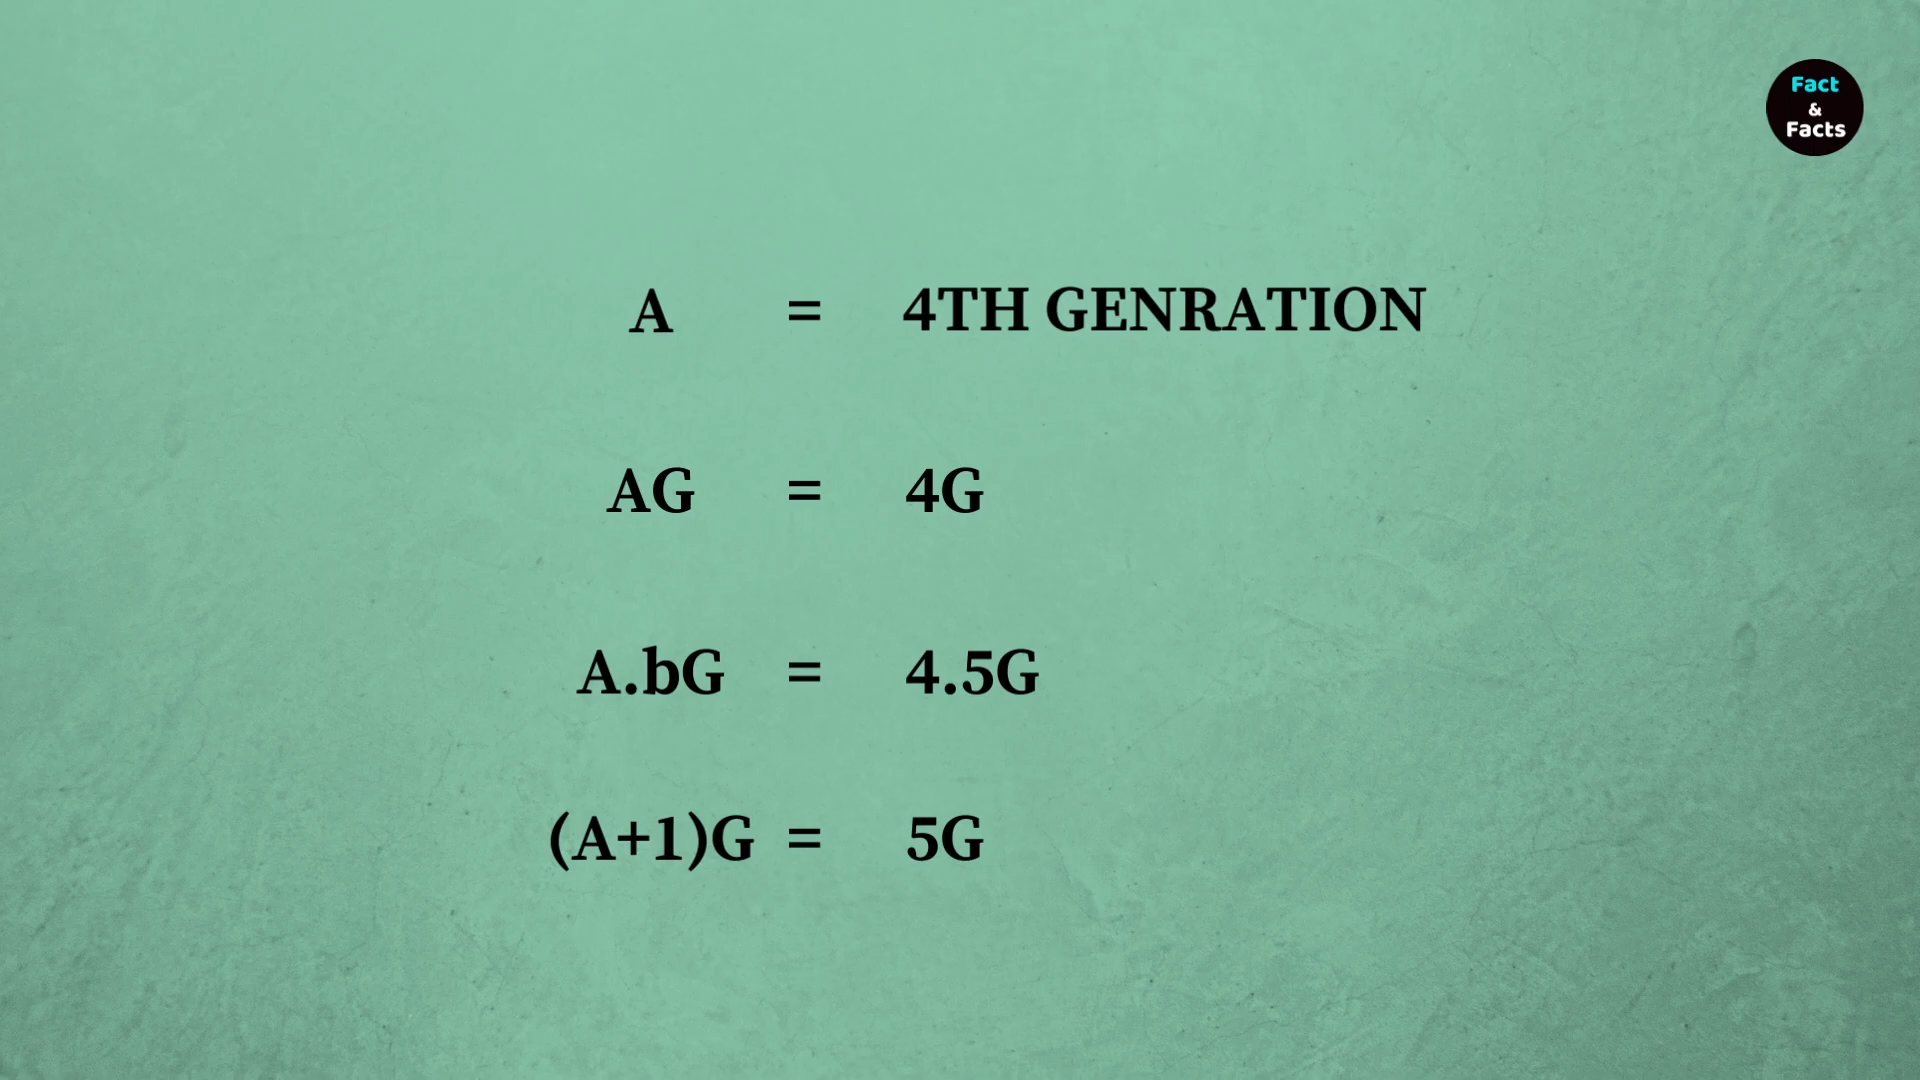 Fact
&
Facts
A = 4TH GENRATION
AG = 4G
A.bG = 4.5G
(A+1)G = 5G